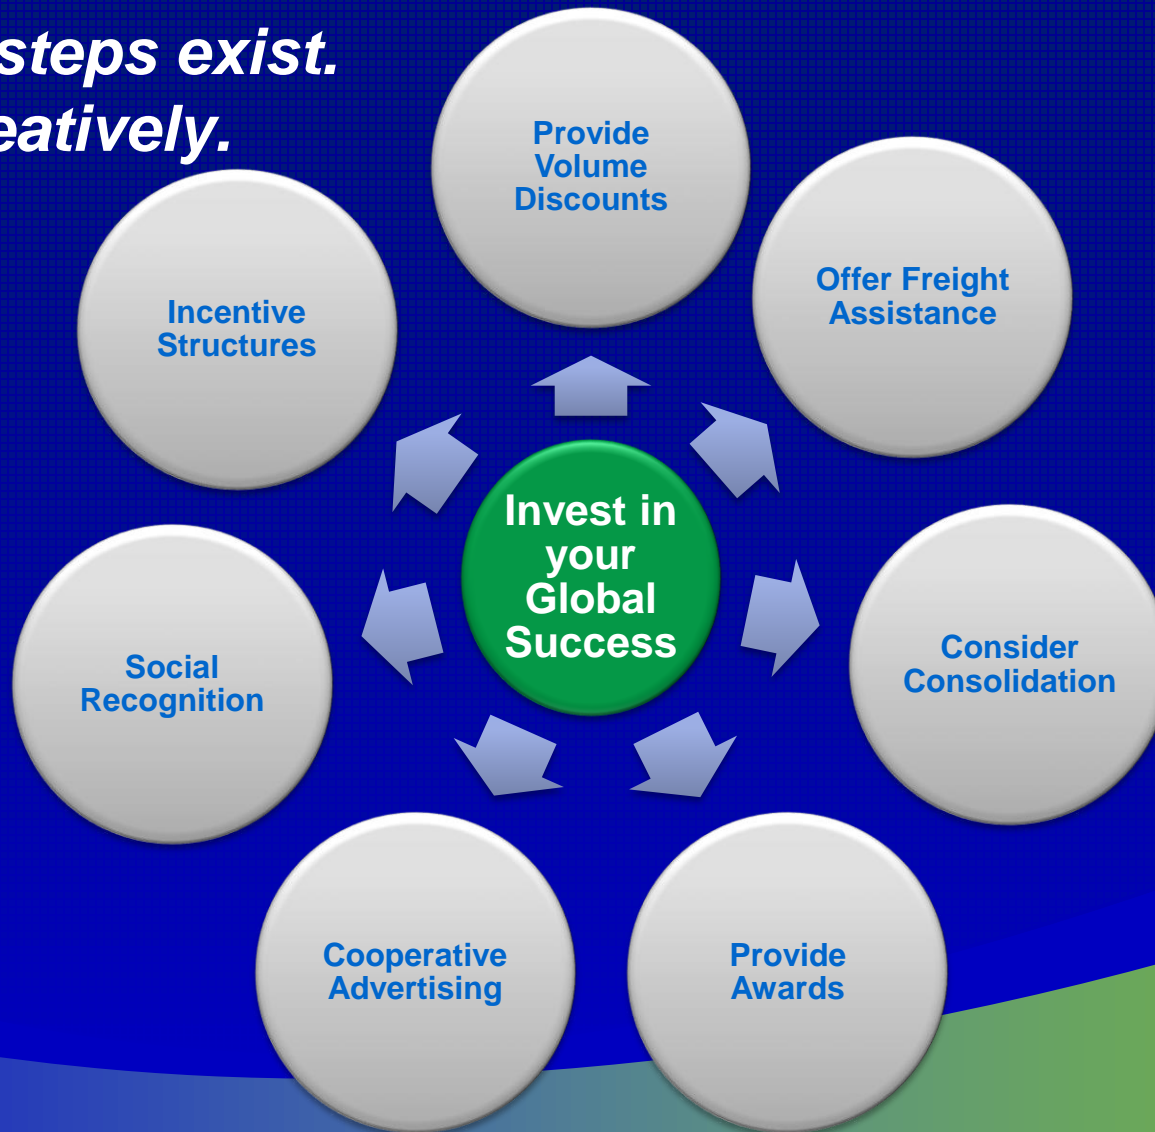 steps exist.
eatively.
Provide
Volume
Discounts
Offer Freight
Assistance
Consider
Consolidation
Provide
Awards
Cooperative
Advertising
Social
Recognition
Incentive
Structures
Invest in
your
Global
Success